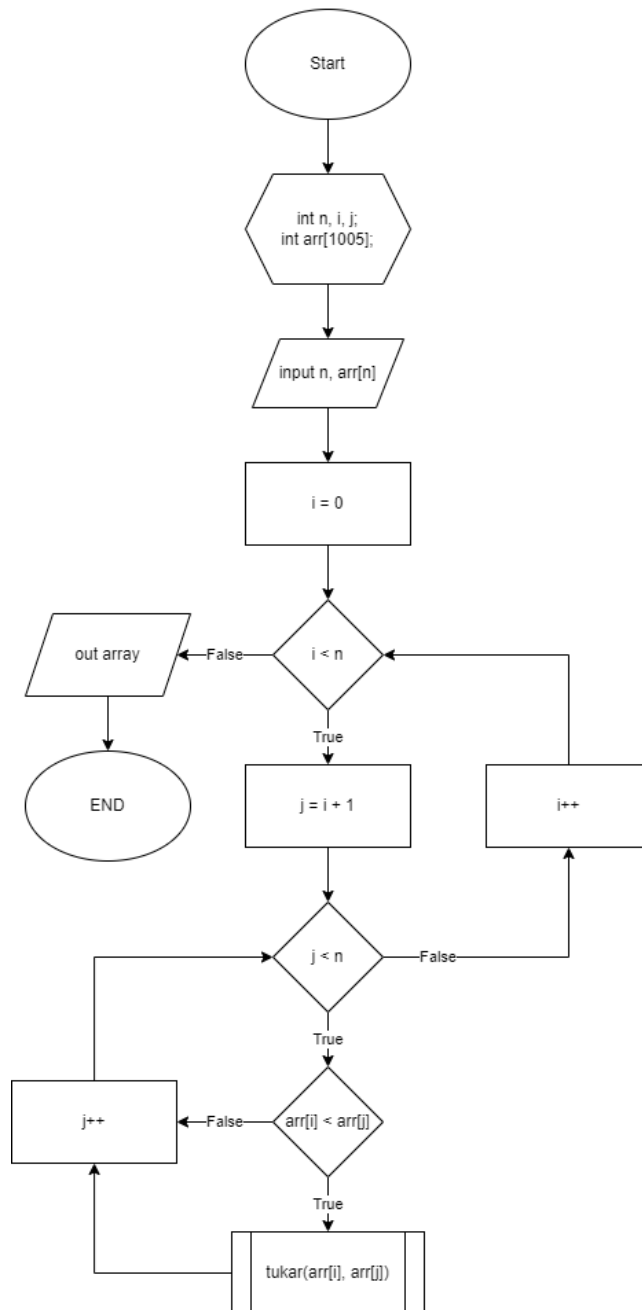 Start
int n, i, j;
int arr[1005];
input n, arr[n]
i = 0
i < n
False
out array
END
True
j = i + 1
i++
j < n
False
True
arr[i] < arr[j]
False
j++
True
tukar(arr[i], arr[j])